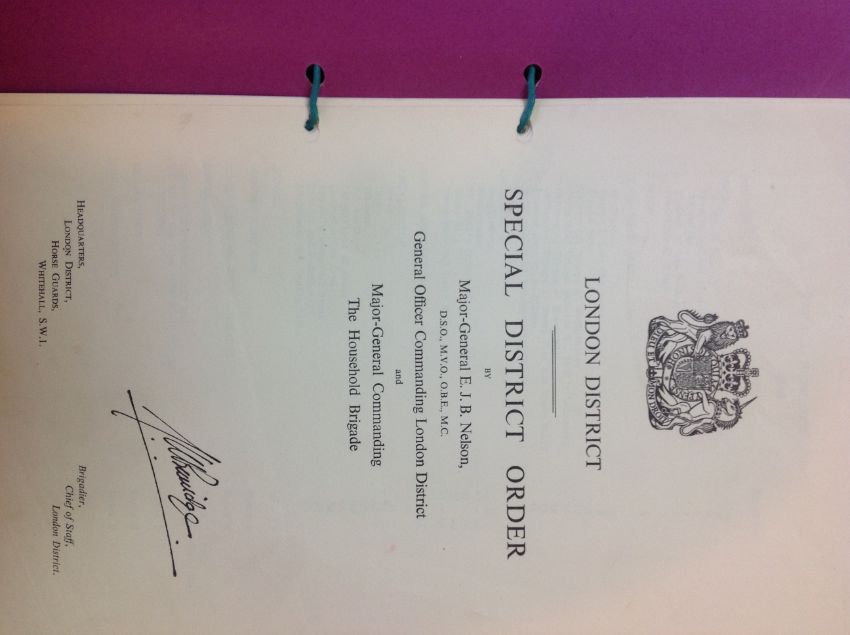 LONDON DISTRICT
SPECIAL DISTRICT ORDER
BY
Major-General E. J. B. Nelson,
D.S.O., M.V.O., O.B.E., M.C.
General Officer Commanding London District
and
Major-General Commanding
The Household Brigade
Brigadier,
Chief of Staff,
London District.
HEADQUARTERS,
LONDON DISTRICT,
HORSE GUARDS,
WHITEHALL, S.W.1.